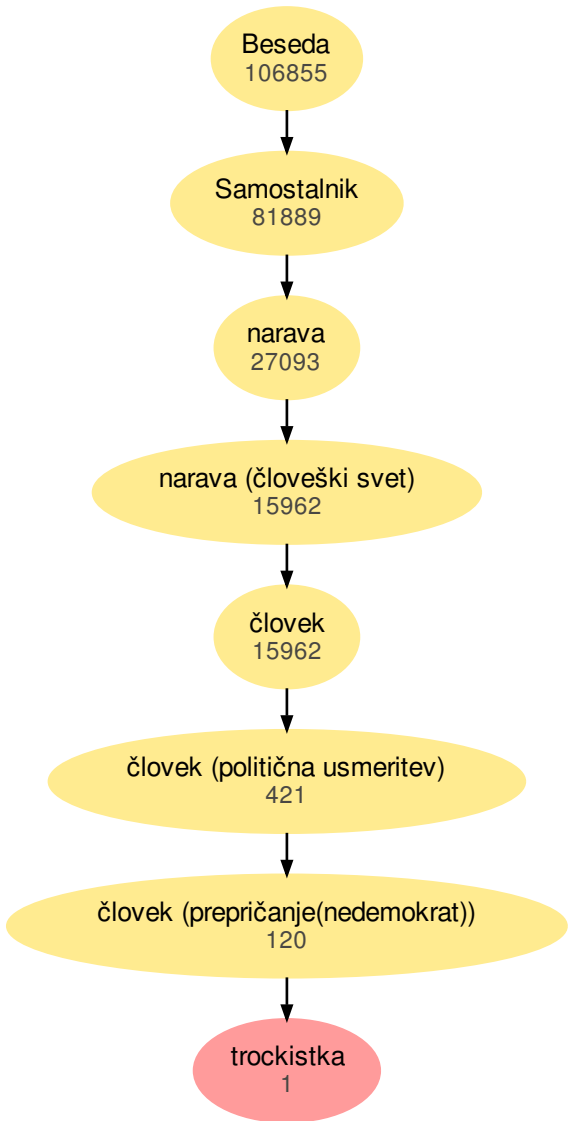 Beseda
106855
Samostalnik
81889
narava
27093
narava (človeški svet)
15962
človek
15962
človek (politična usmeritev)
421
človek (prepričanje(nedemokrat))
120
trockistka
1